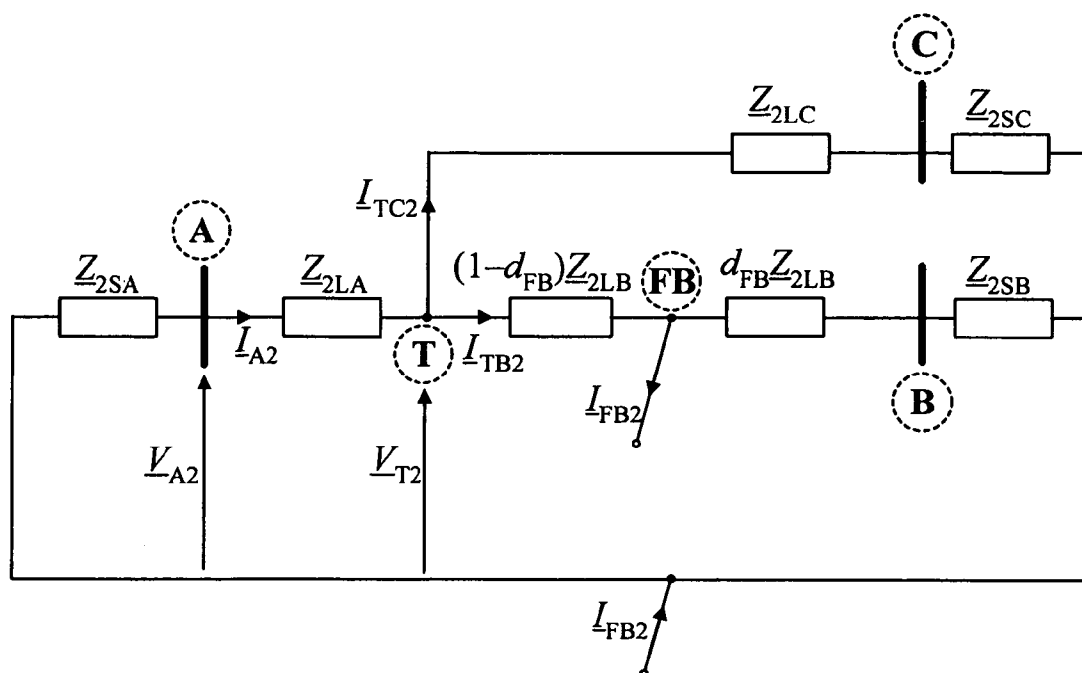 C
Z2LC
Z2SC
ITC2
A
Z2SA
Z2LA
(1–dFB)Z2LB
FB
dFBZ2LB
Z2SB
IA2
T
ITB2
IFB2
B
VA2
VT2
IFB2